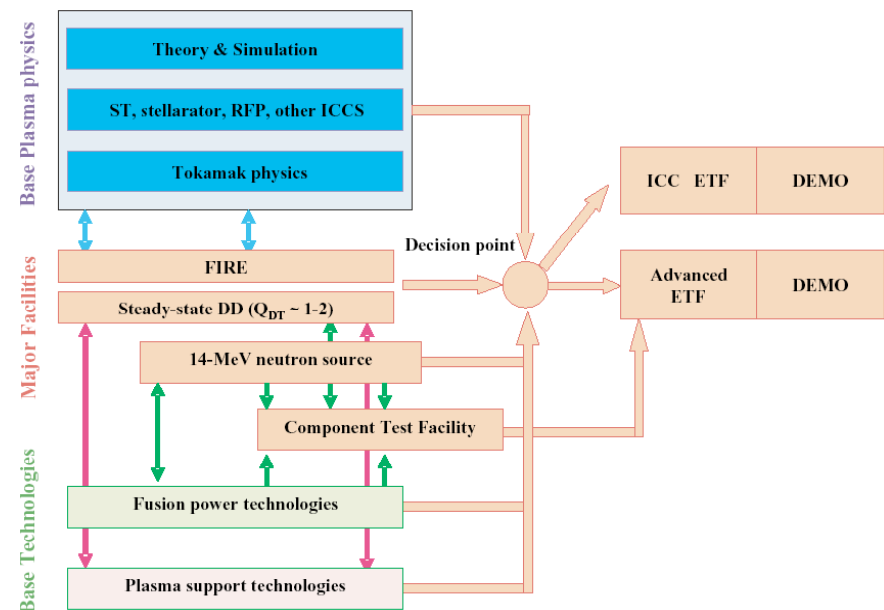 Base Plasma physics
Theory & Simulation
ST, stellarator, RFP, other ICCS
Tokamak physics
ICC ETF
DEMO
Decision point
Major Facilities
FIRE
Advanced
ETF
DEMO
Steady-state DD (Q_DT ~ 1-2)
14-MeV neutron source
Component Test Facility
Base Technologies
Fusion power technologies
Plasma support technologies